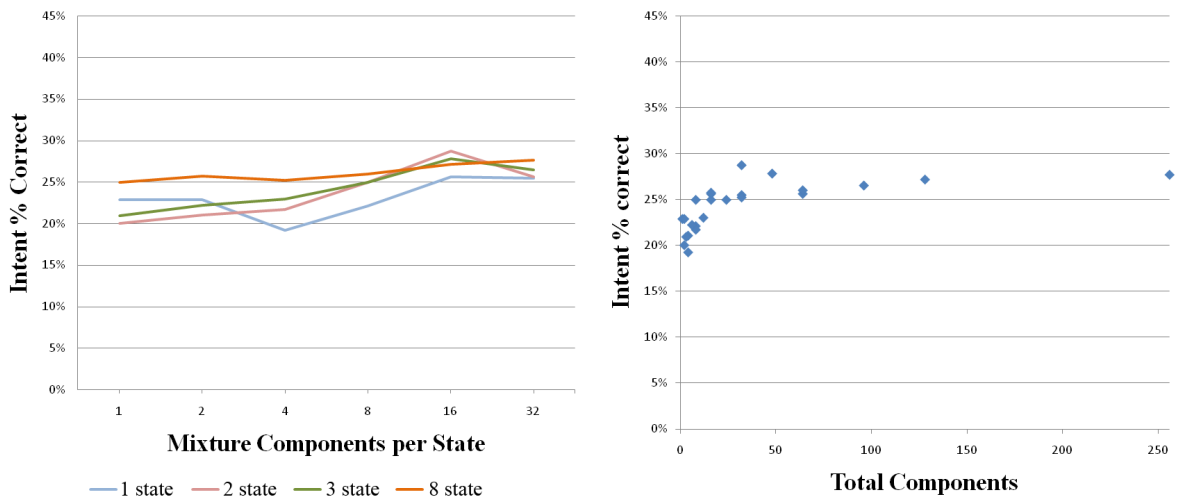 Intent % Correct
45%
40%
35%
30%
25%
20%
15%
10%
5%
0%
1 2 4 8 16 32
Mixture Components per State
1 state 2 state 3 state 8 state
Intent % correct
45%
40%
35%
30%
25%
20%
15%
10%
5%
0%
0 50 100 150 200 250
Total Components